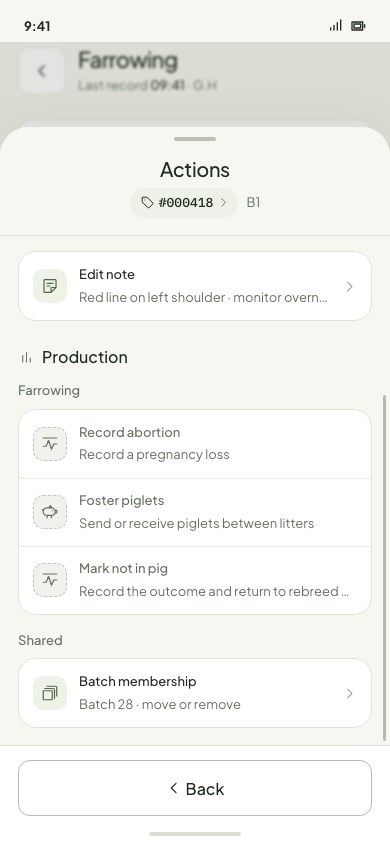 9:41
Farrowing
Last record 09:41 · G.H
Actions
#000418
B1
Edit note
Red line on left shoulder · monitor overn...
Production
Farrowing
Record abortion
Record a pregnancy loss
Foster piglets
Send or receive piglets between litters
Mark not in pig
Record the outcome and return to rebreed ...
Shared
Batch membership
Batch 28 · move or remove
Back